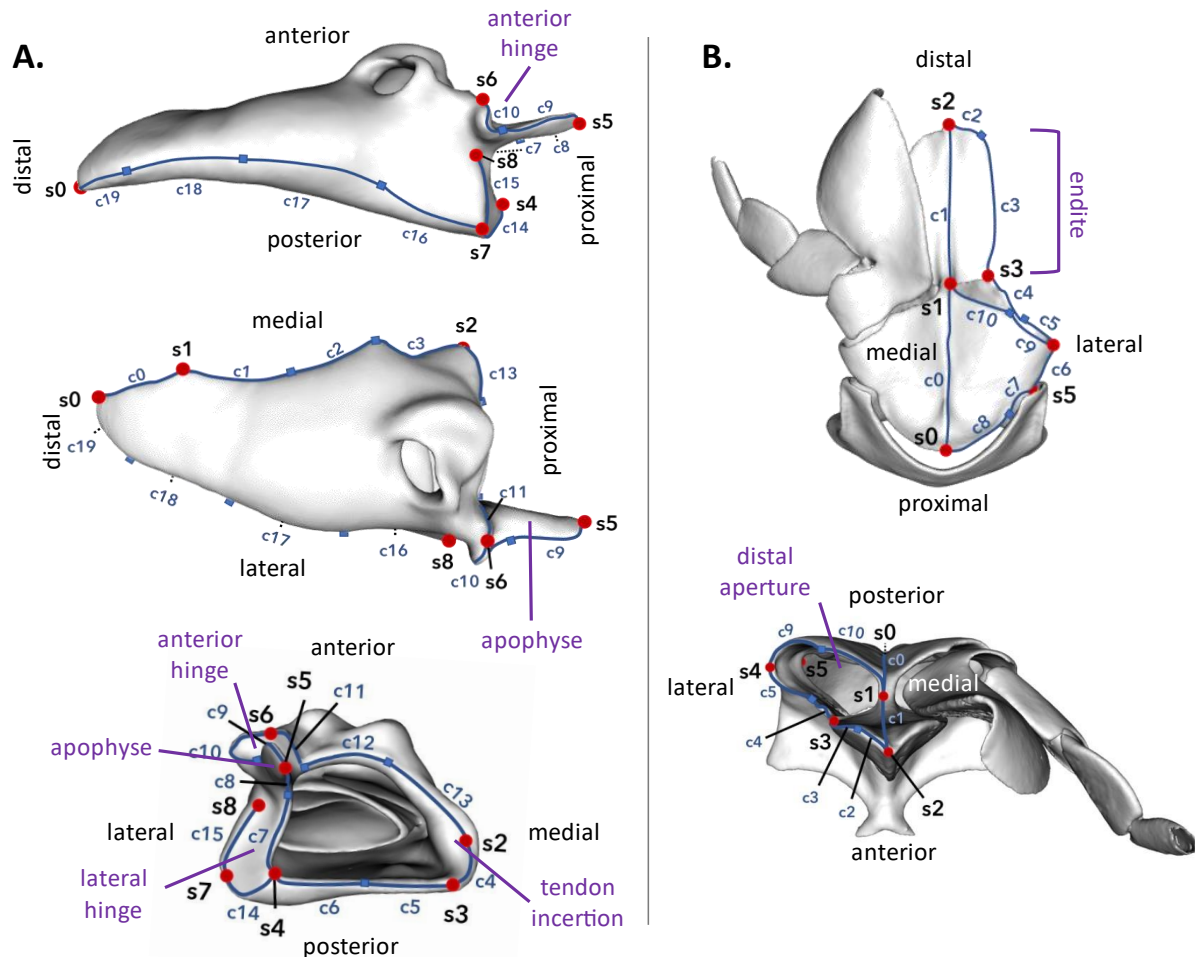 A.
anterior
anterior
hinge
s6
c10
c9
s5
c7
c8
s8
c15
s4
c14
distal
s0
c19
c18
c17
c16
posterior
s7
proximal
medial
s1
c0
c1
c2
c3
s2
c13
s0
distal
c19
c18
c17
c16
lateral
s8
c10
s6
c11
c9
s5
proximal
apophyse
anterior
hinge
anterior
s5
s6
c11
c9
c10
c12
apophyse
c8
c13
s8
lateral
c15
c7
s2
medial
lateral
hinge
s7
c4
c14
s4
c6
c5
s3
tendon
incertion
posterior
B.
distal
s2
c2
c1
c3
endite
s3
s1
c4
c10
c5
c9
medial
lateral
c0
c6
c7
s5
s0
c8
proximal
distal
aperture
posterior
c9
c10
s0
c0
s4
s5
lateral
c5
s1
medial
c1
c4
s3
c3
c2
s2
anterior